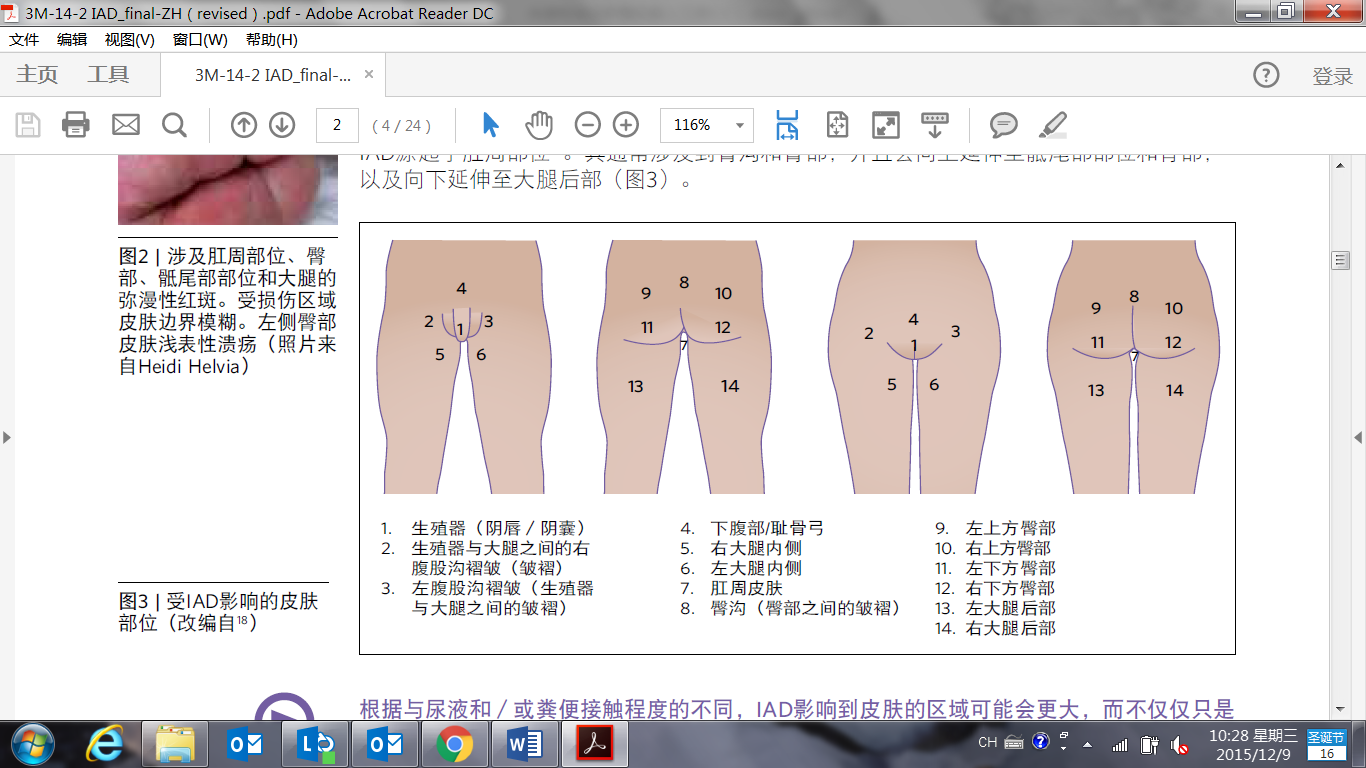 3M-14-2 IAD_final-ZH ( revised ) .pdf - Adobe Acrobat Reader DC
文件 编辑 视图(V) 窗口(W) 帮助(H)
主页 工具 3M-14-2 IAD_final-... × ? 登录
2 ( 4 / 24 ) 116%
以及向下延伸至大腿后部（图3）。
图2 | 涉及肛周部位、臀
部、骶尾部部位和大腿的
弥漫性红斑。受损伤区域
皮肤边界模糊。左侧臀部
皮肤浅表性溃疡（照片来
自Heidi Helvia）
4
2 1 3
5 6
8
9 10
11 12
7
13 14
4
2 1 3
5 6
8
9 10
11 12
7
13 14
1. 生殖器（阴唇 / 阴囊）
2. 生殖器与大腿之间的右
腹股沟褶皱（皱褶）
3. 左腹股沟褶皱（生殖器
与大腿之间的皱褶）
4. 下腹部/耻骨弓
5. 右大腿内侧
6. 左大腿内侧
7. 肛周皮肤
8. 臀沟（臀部之间的皱褶）
9. 左上方臀部
10. 右上方臀部
11. 左下方臀部
12. 右下方臀部
13. 左大腿后部
14. 右大腿后部
图3 | 受IAD影响的皮肤
部位（改编自18）
根据与尿液和 / 或粪便接触程度的不同，IAD影响到皮肤的区域可能会更大，而不仅仅只是
CH 10:28 星期三
2015/12/9
圣诞节
16